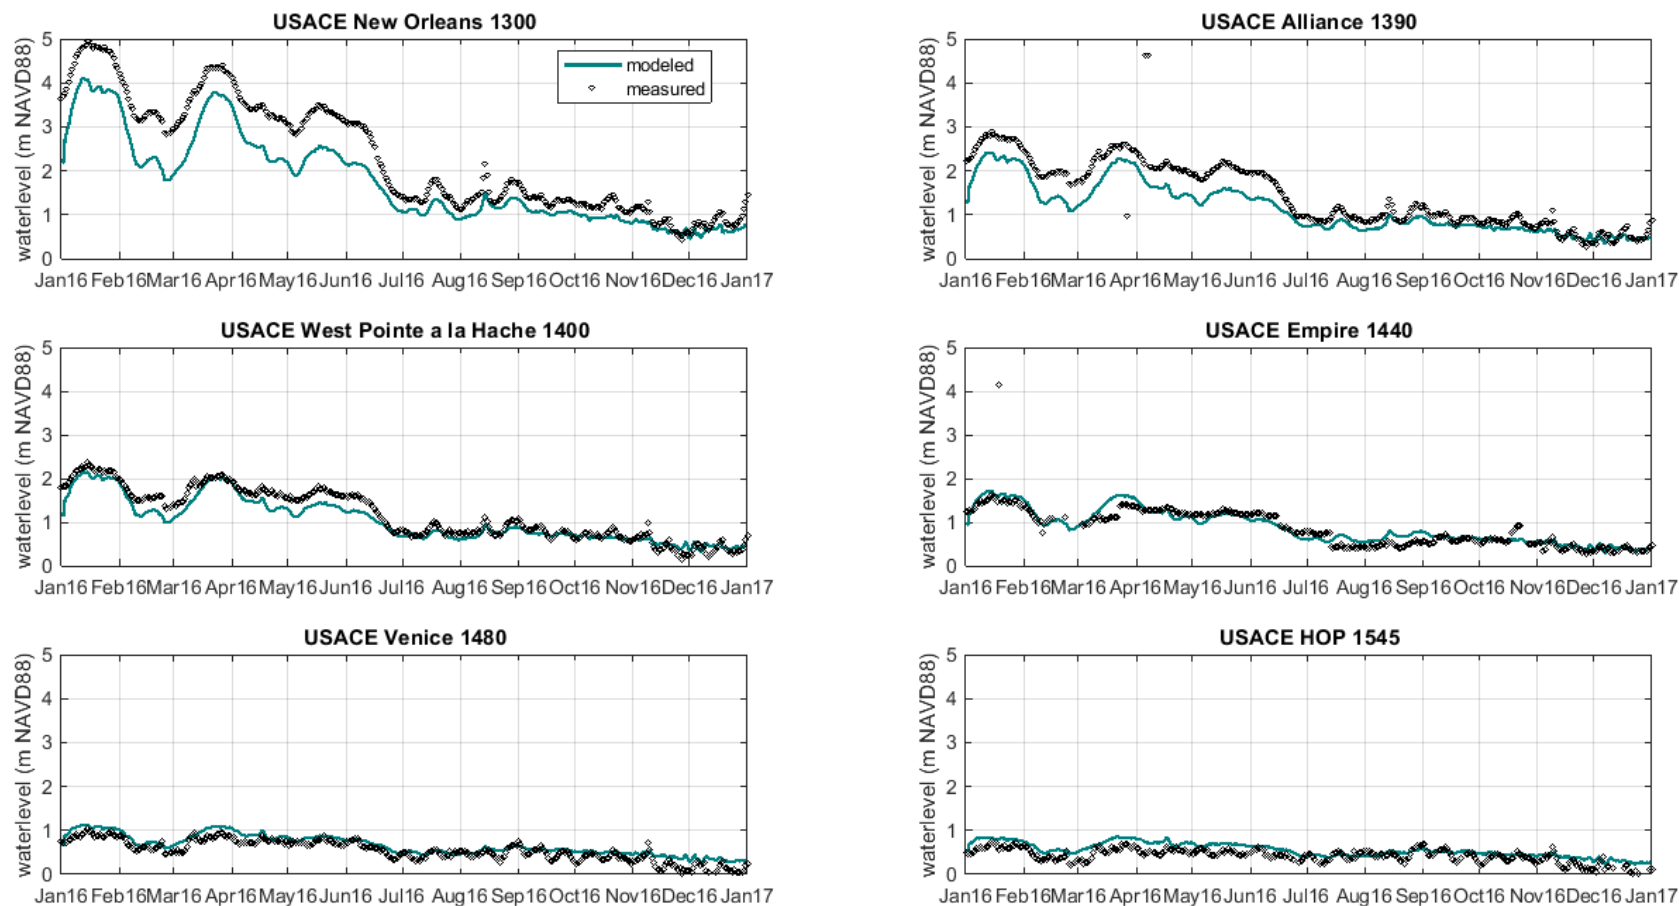 USACE New Orleans 1300
waterlevel (m NAVD88)
5
4
3
2
1
0
modeled
measured
Jan16 Feb16 Mar16 Apr16 May16 Jun16 Jul16 Aug16 Sep16 Oct16 Nov16 Dec16 Jan17
USACE Alliance 1390
waterlevel (m NAVD88)
5
4
3
2
1
0
Jan16 Feb16 Mar16 Apr16 May16 Jun16 Jul16 Aug16 Sep16 Oct16 Nov16 Dec16 Jan17
USACE West Pointe a la Hache 1400
waterlevel (m NAVD88)
5
4
3
2
1
0
Jan16 Feb16 Mar16 Apr16 May16 Jun16 Jul16 Aug16 Sep16 Oct16 Nov16 Dec16 Jan17
USACE Empire 1440
waterlevel (m NAVD88)
5
4
3
2
1
0
Jan16 Feb16 Mar16 Apr16 May16 Jun16 Jul16 Aug16 Sep16 Oct16 Nov16 Dec16 Jan17
USACE Venice 1480
waterlevel (m NAVD88)
5
4
3
2
1
0
Jan16 Feb16 Mar16 Apr16 May16 Jun16 Jul16 Aug16 Sep16 Oct16 Nov16 Dec16 Jan17
USACE HOP 1545
waterlevel (m NAVD88)
5
4
3
2
1
0
Jan16 Feb16 Mar16 Apr16 May16 Jun16 Jul16 Aug16 Sep16 Oct16 Nov16 Dec16 Jan17